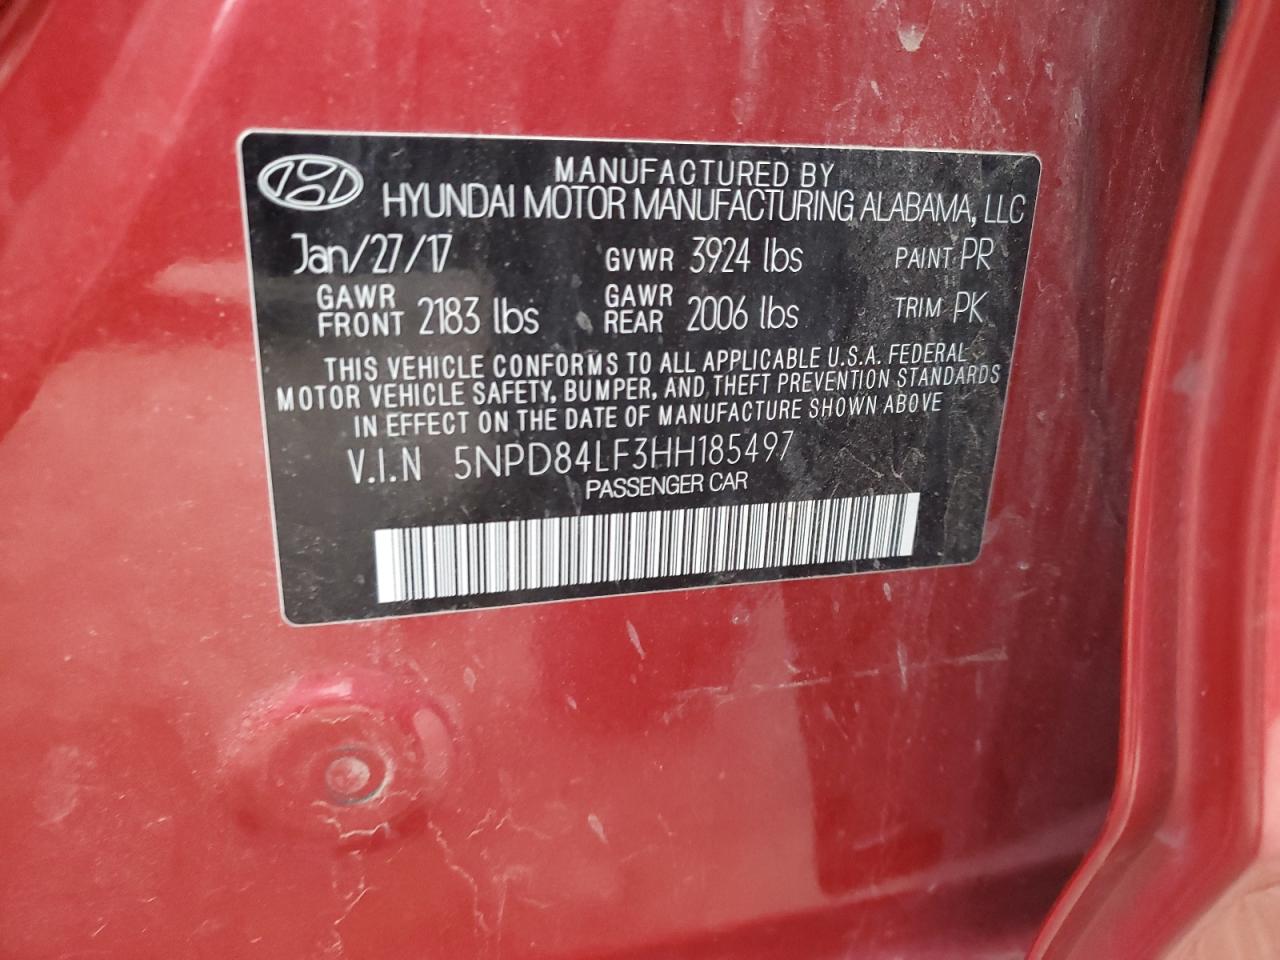 MANUFACTURED BY
HYUNDAI MOTOR MANUFACTURING ALABAMA, LLC
Jan/27/17 GVWR 3924 lbs PAINT PR
GAWR FRONT 2183 lbs GAWR REAR 2006 lbs TRIM PK
THIS VEHICLE CONFORMS TO ALL APPLICABLE U.S.A. FEDERAL
MOTOR VEHICLE SAFETY, BUMPER, AND THEFT PREVENTION STANDARDS
IN EFFECT ON THE DATE OF MANUFACTURE SHOWN ABOVE
V.I.N 5NPD84LF3HH185497
PASSENGER CAR